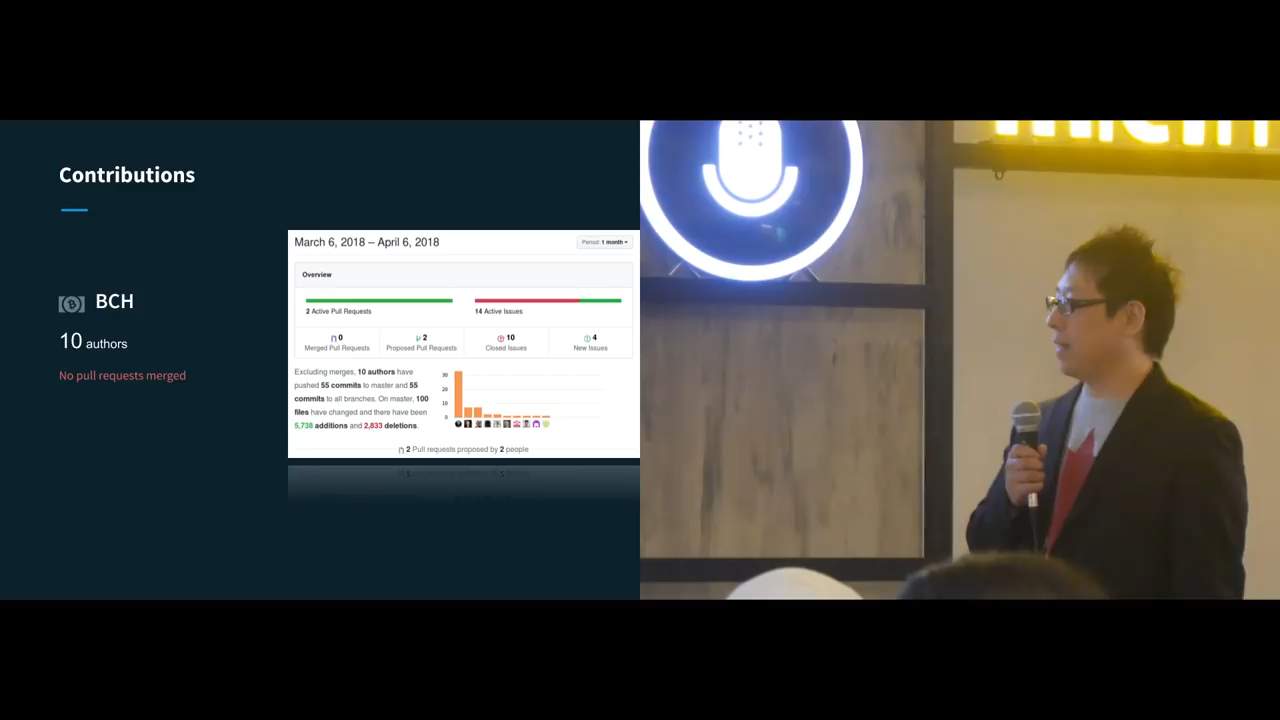 Contributions
BCH
10 authors
No pull requests merged
March 6, 2018 – April 6, 2018
Period: 1 month
Overview
2 Active Pull Requests
14 Active Issues
0
Merged Pull Requests
2
Proposed Pull Requests
10
Closed Issues
4
New Issues
Excluding merges, 10 authors have
pushed 55 commits to master and 55
commits to all branches. On master, 100
files have changed and there have been
5,738 additions and 2,833 deletions.
30
20
10
0
2 Pull requests proposed by 2 people